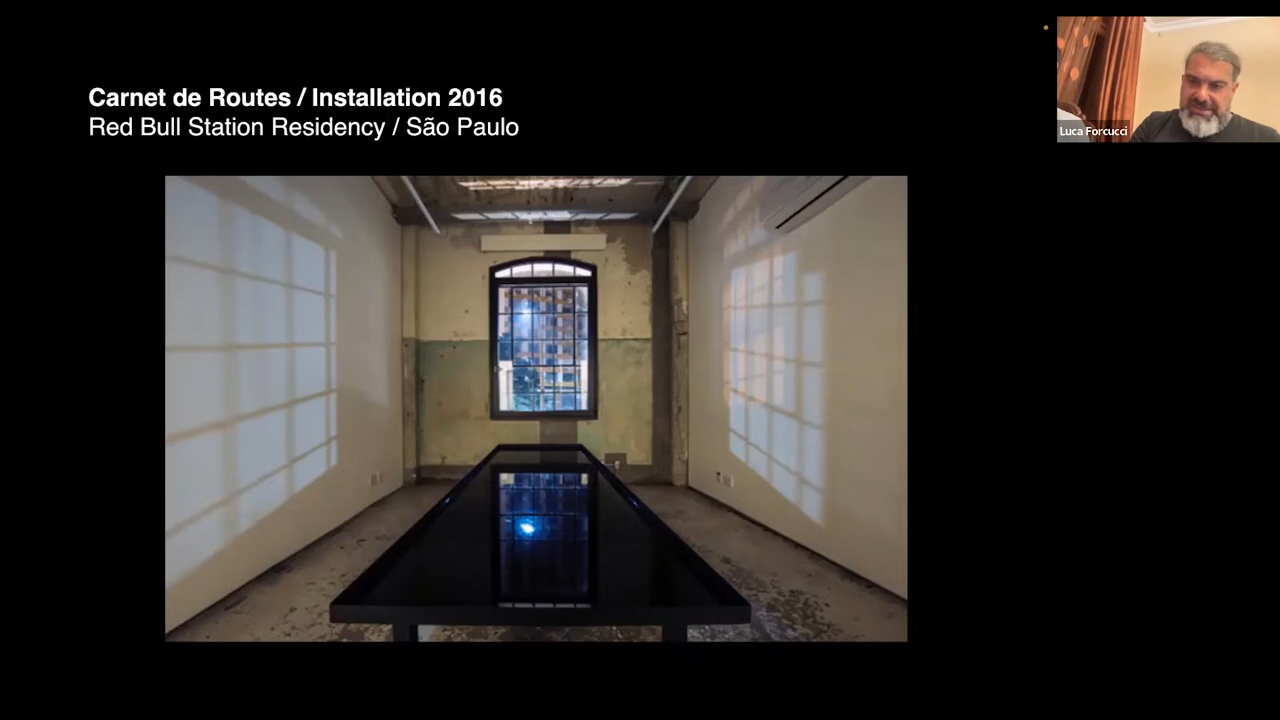 Carnet de Routes / Installation 2016
Red Bull Station Residency / São Paulo
Luca Forcucci